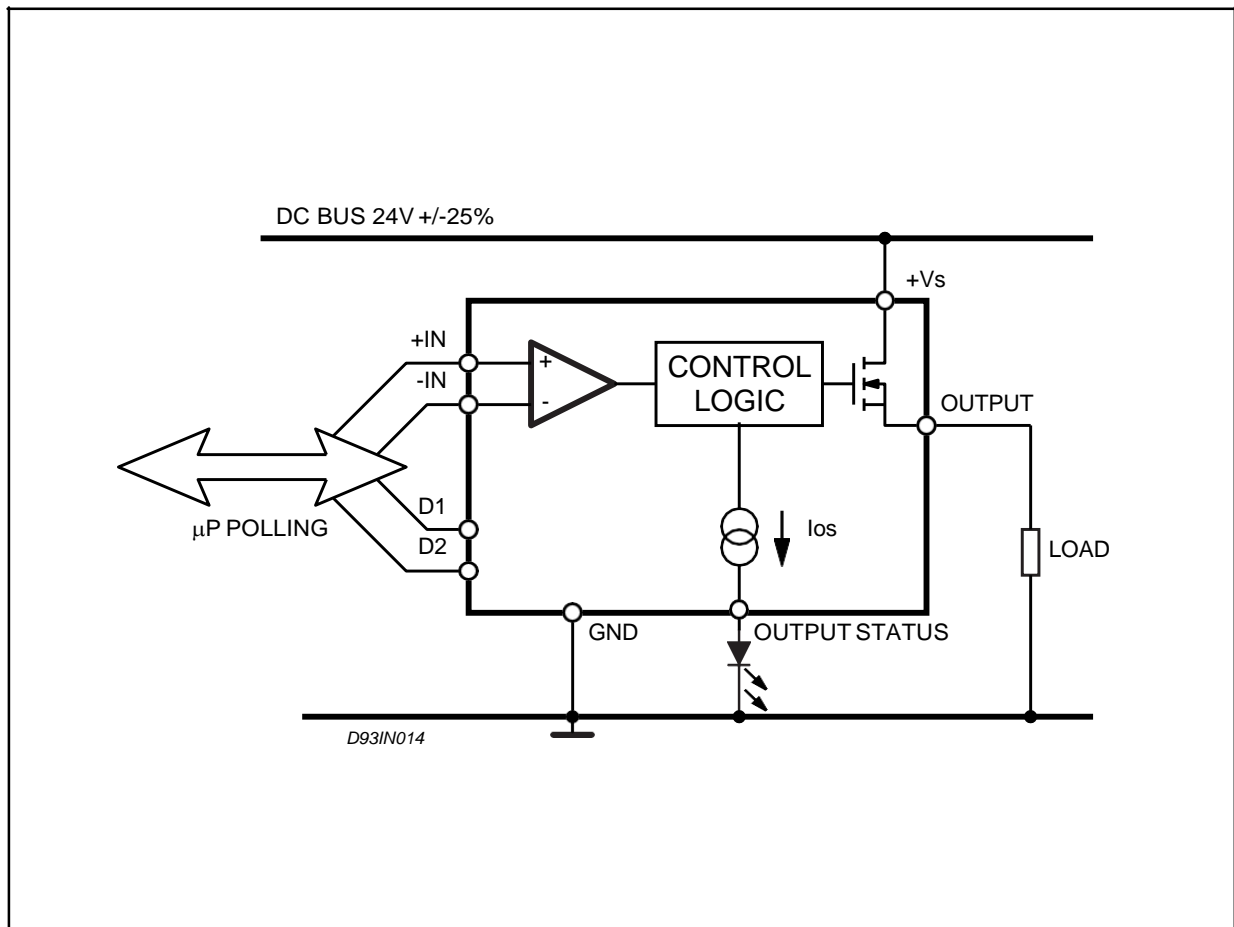 DC BUS 24V +/-25%
+Vs
+IN
-IN
+
-
CONTROL
LOGIC
OUTPUT
D1
D2
μP POLLING
Ios
LOAD
GND
OUTPUT STATUS
D93IN014